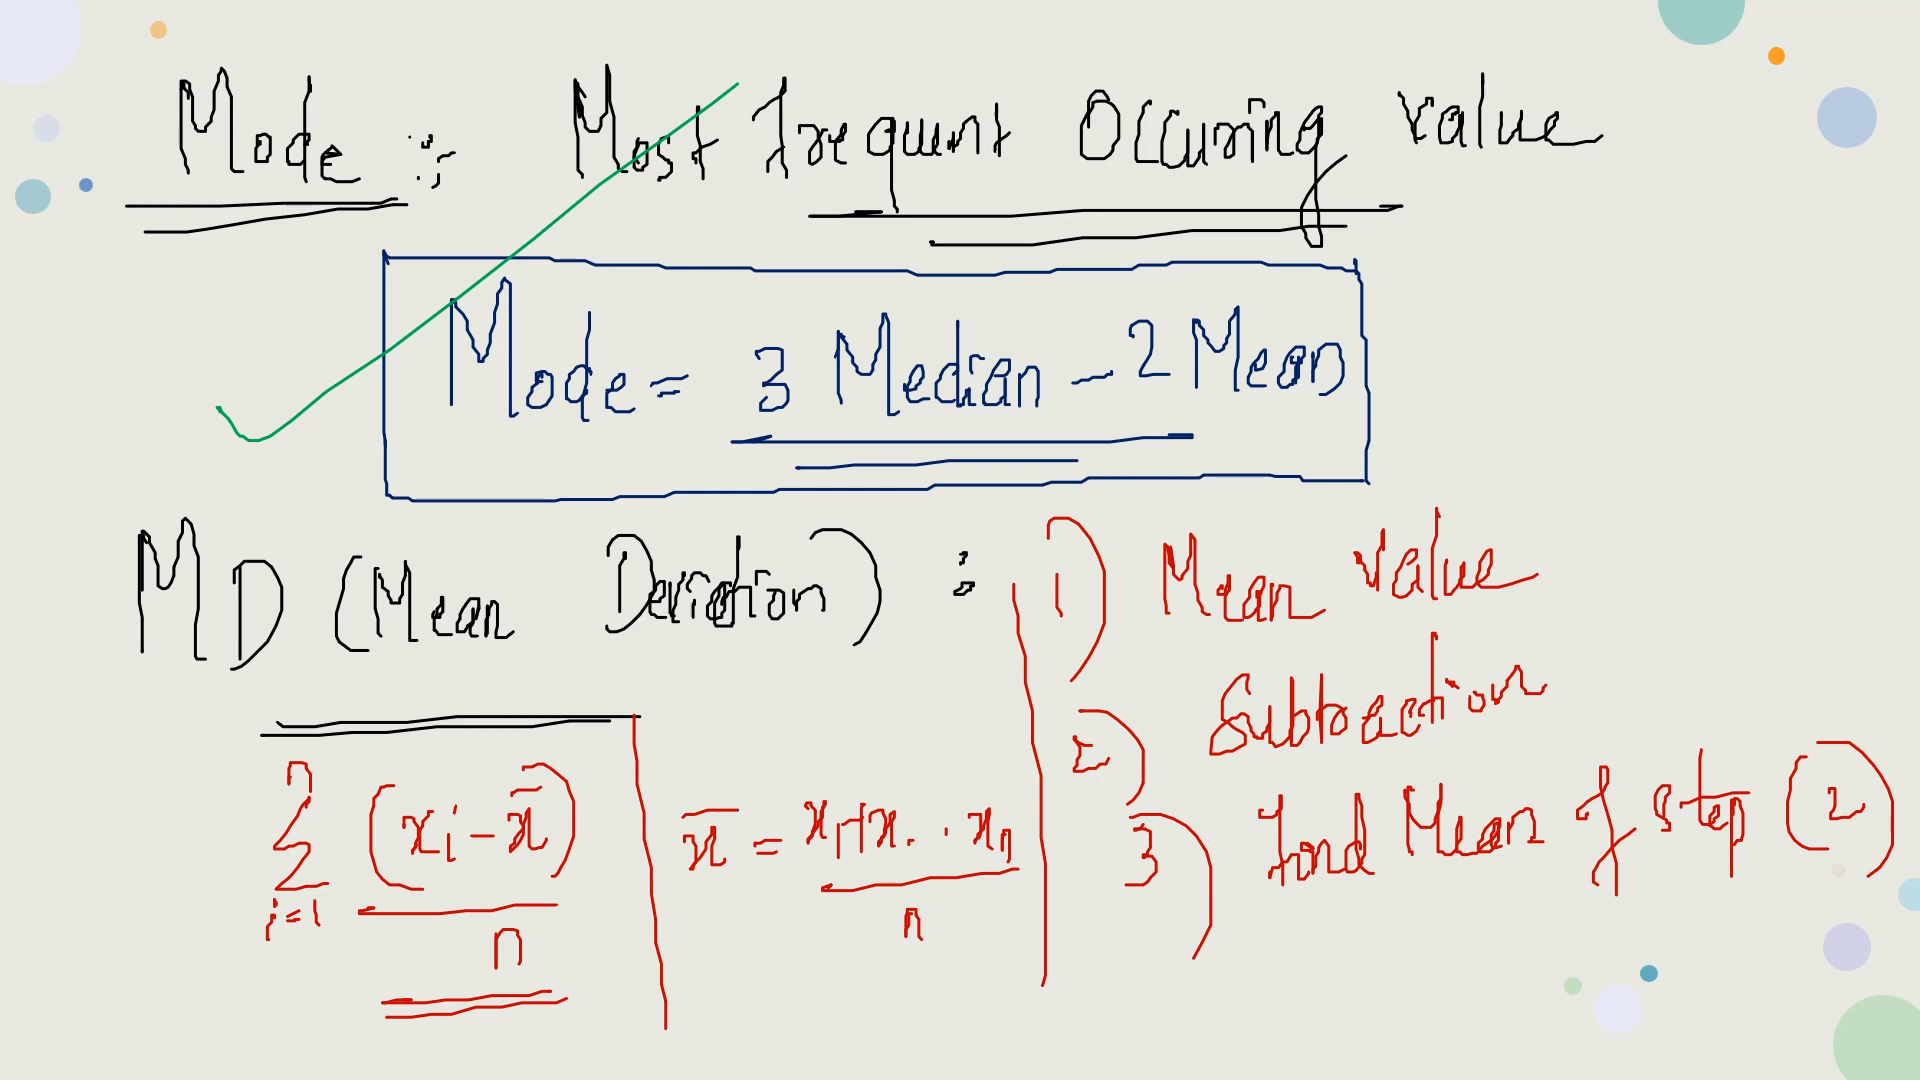 Mode :- Most Frequent Occuring Value
Mode = 3 Median - 2 Mean
MD (Mean Deviation) :
1) Mean Value
2) Subtraction
3) Find Mean of step (2)
n
∑ (xi - x̄)
i=1 n
x̄ = x1+x. . xn
n